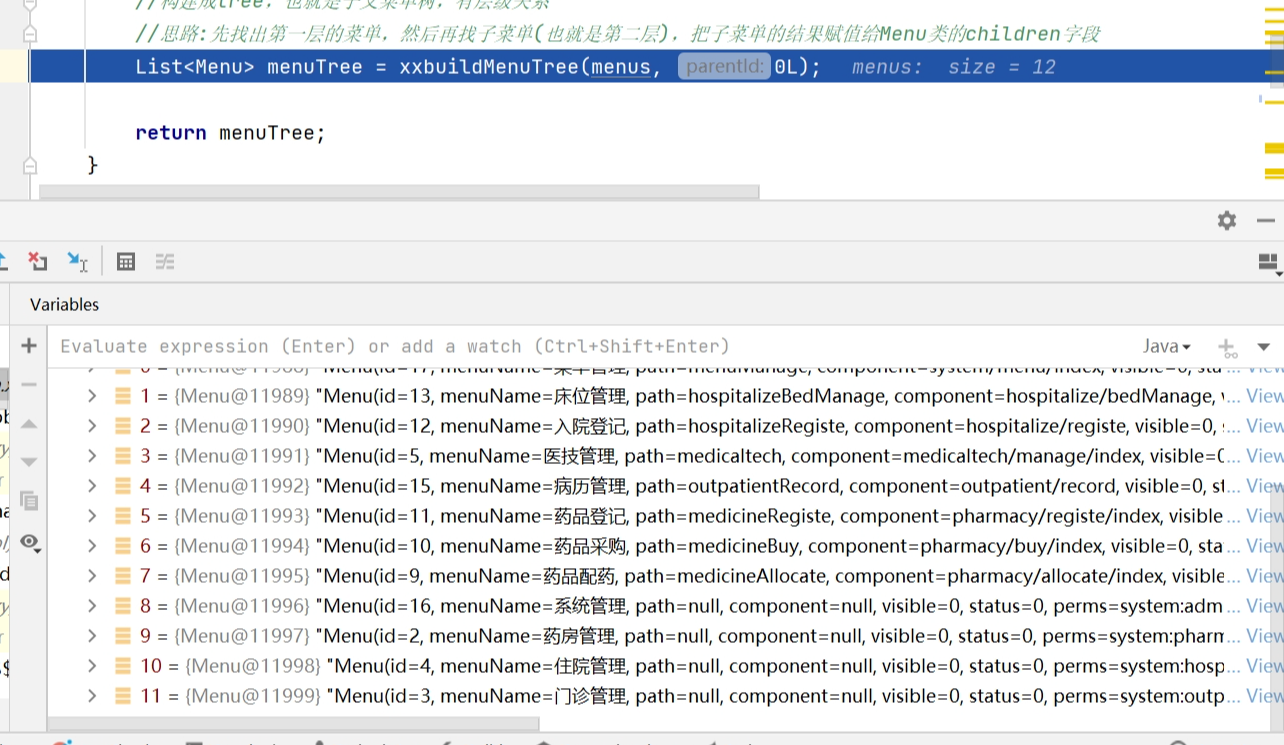 //构建成tree，也就是子父菜单树，有层级关系
//思路:先找出第一层的菜单，然后再找子菜单(也就是第二层)，把子菜单的结果赋值给Menu类的children字段
List<Menu> menuTree = xxbuildMenuTree(menus, parentId: 0L); menus: size = 12
return menuTree;
}
Variables
Evaluate expression (Enter) or add a watch (Ctrl+Shift+Enter) Java
0 = {Menu@11988} "Menu(id=17, menuName=菜单管理, path=menuManage, component=system/menu/index, visible=0, sta... View
1 = {Menu@11989} "Menu(id=13, menuName=床位管理, path=hospitalizeBedManage, component=hospitalize/bedManage, ... View
2 = {Menu@11990} "Menu(id=12, menuName=入院登记, path=hospitalizeRegiste, component=hospitalize/registe, visible=0, ... View
3 = {Menu@11991} "Menu(id=5, menuName=医技管理, path=medicaltech, component=medicaltech/manage/index, visible=0... View
4 = {Menu@11992} "Menu(id=15, menuName=病历管理, path=outpatientRecord, component=outpatient/record, visible=0, st... View
5 = {Menu@11993} "Menu(id=11, menuName=药品登记, path=medicineRegiste, component=pharmacy/registe/index, visible... View
6 = {Menu@11994} "Menu(id=10, menuName=药品采购, path=medicineBuy, component=pharmacy/buy/index, visible=0, sta... View
7 = {Menu@11995} "Menu(id=9, menuName=药品配药, path=medicineAllocate, component=pharmacy/allocate/index, visible... View
8 = {Menu@11996} "Menu(id=16, menuName=系统管理, path=null, component=null, visible=0, status=0, perms=system:adm... View
9 = {Menu@11997} "Menu(id=2, menuName=药房管理, path=null, component=null, visible=0, status=0, perms=system:pharm... View
10 = {Menu@11998} "Menu(id=4, menuName=住院管理, path=null, component=null, visible=0, status=0, perms=system:hosp... View
11 = {Menu@11999} "Menu(id=3, menuName=门诊管理, path=null, component=null, visible=0, status=0, perms=system:outp... View